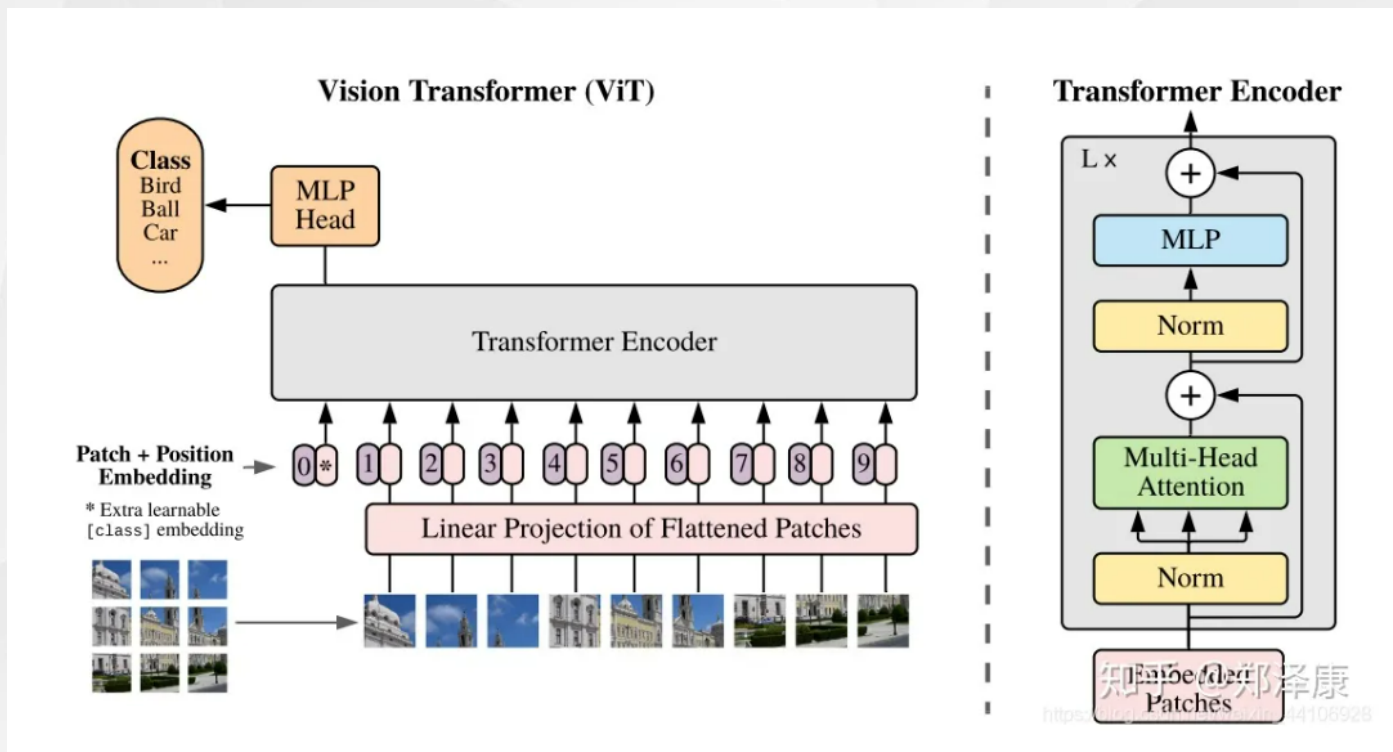 Vision Transformer (ViT)
Class
Bird
Ball
Car
...
MLP
Head
Transformer Encoder
Patch + Position
Embedding
* Extra learnable
[class] embedding
0 * 1 2 3 4 5 6 7 8 9
Linear Projection of Flattened Patches
Transformer Encoder
L ×
+
MLP
Norm
+
Multi-Head
Attention
Norm
Embedded
Patches
知乎 @郑泽康